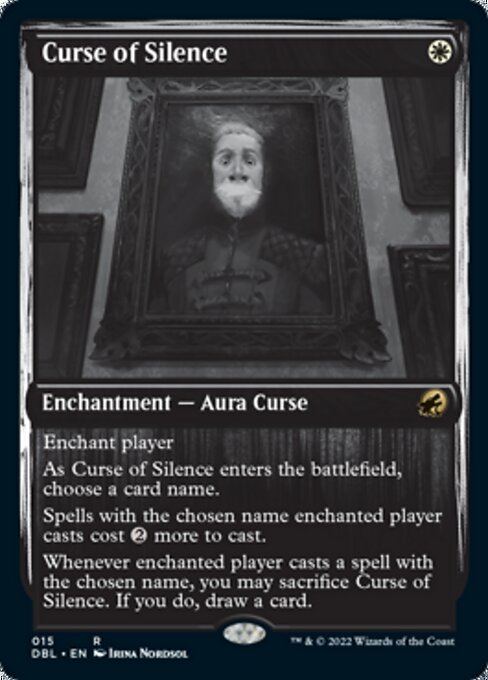 Curse of Silence
Enchantment — Aura Curse
Enchant player
As Curse of Silence enters the battlefield,
choose a card name.
Spells with the chosen name enchanted player
casts cost 2 more to cast.
Whenever enchanted player casts a spell with
the chosen name, you may sacrifice Curse of
Silence. If you do, draw a card.
015 R
DBL • EN Irina Nordsol
™ & © 2022 Wizards of the Coast